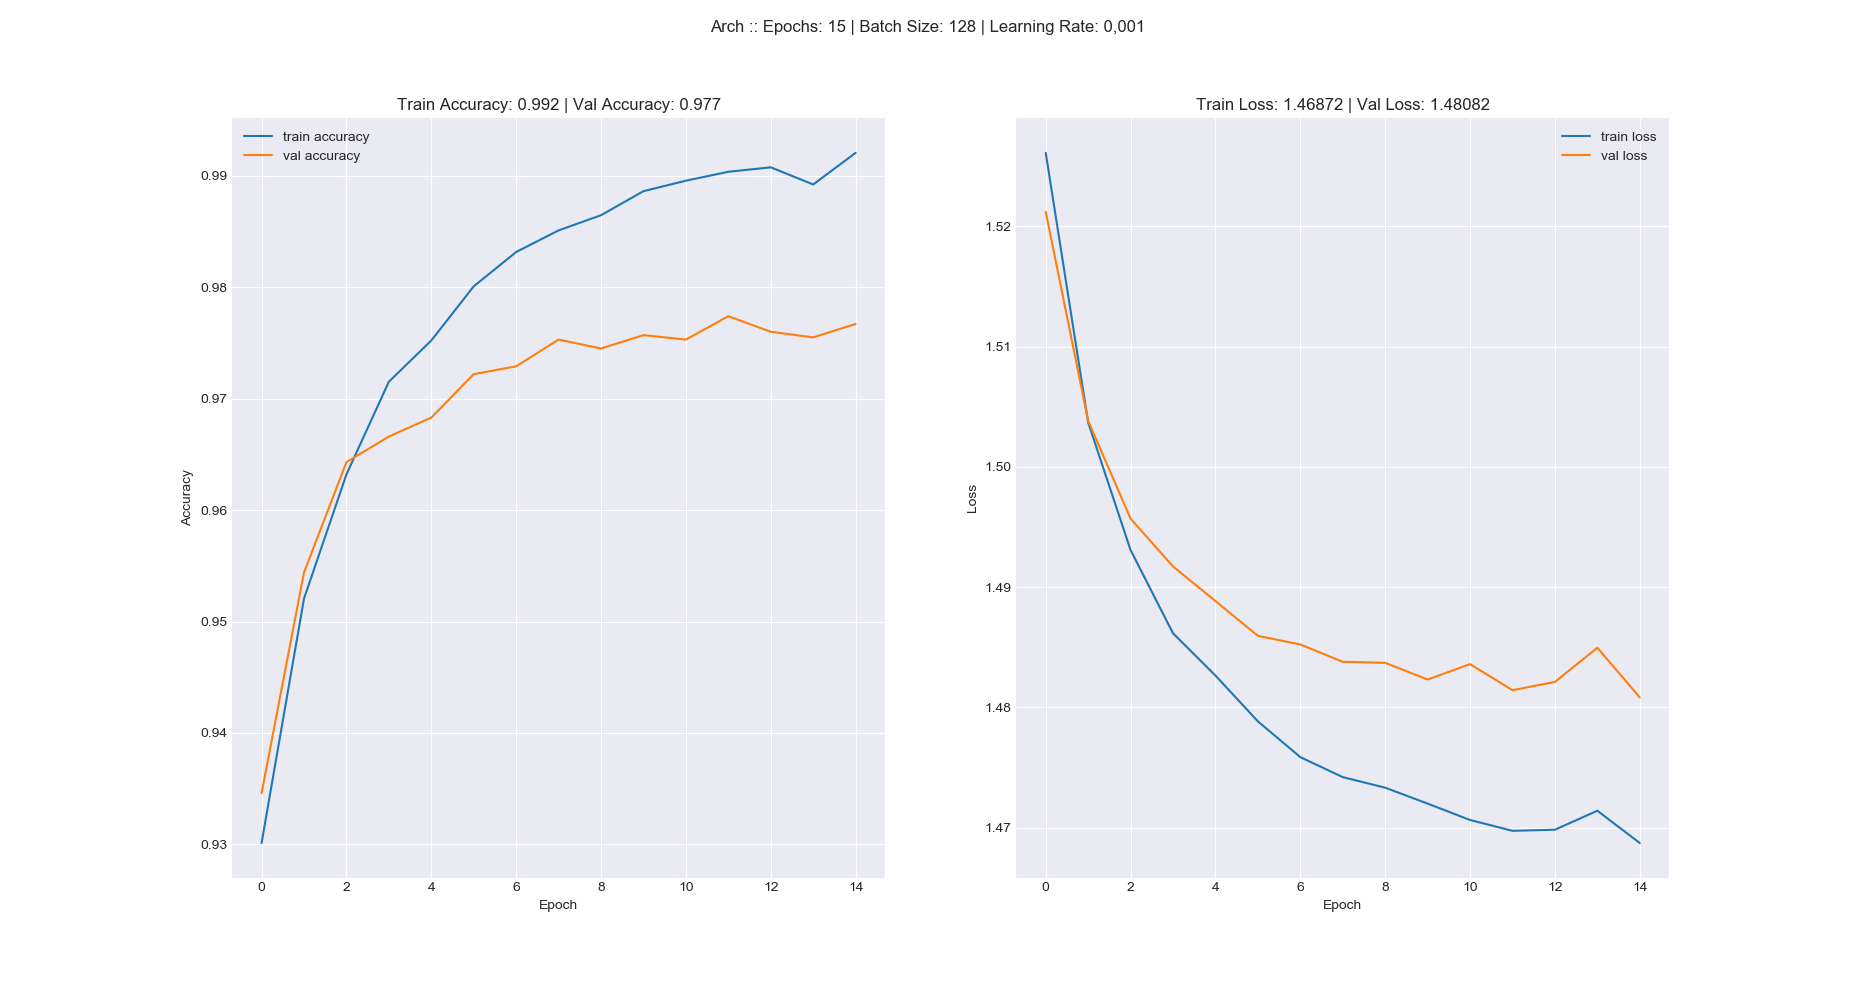 Arch :: Epochs: 15 | Batch Size: 128 | Learning Rate: 0,001
Train Accuracy: 0.992 | Val Accuracy: 0.977
train accuracy
val accuracy
0.99
0.98
0.97
0.96
0.95
0.94
0.93
Accuracy
0 2 4 6 8 10 12 14
Epoch
Train Loss: 1.46872 | Val Loss: 1.48082
train loss
val loss
1.52
1.51
1.50
1.49
1.48
1.47
Loss
0 2 4 6 8 10 12 14
Epoch